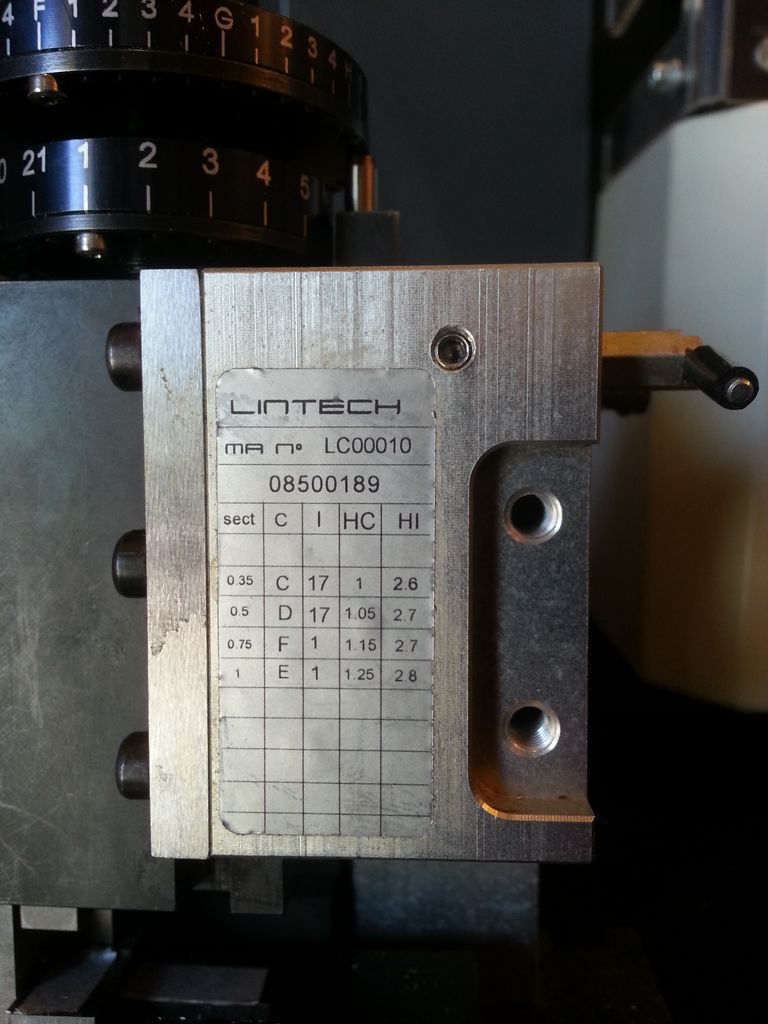 4 F 1 2 3 4 G 1 2 3 4 H
0 21 1 2 3 4 5
LINTECH
MA n° LC00010
08500189
sect C I HC HI
0.35 C 17 1 2.6
0.5 D 17 1.05 2.7
0.75 F 1 1.15 2.7
1 E 1 1.25 2.8